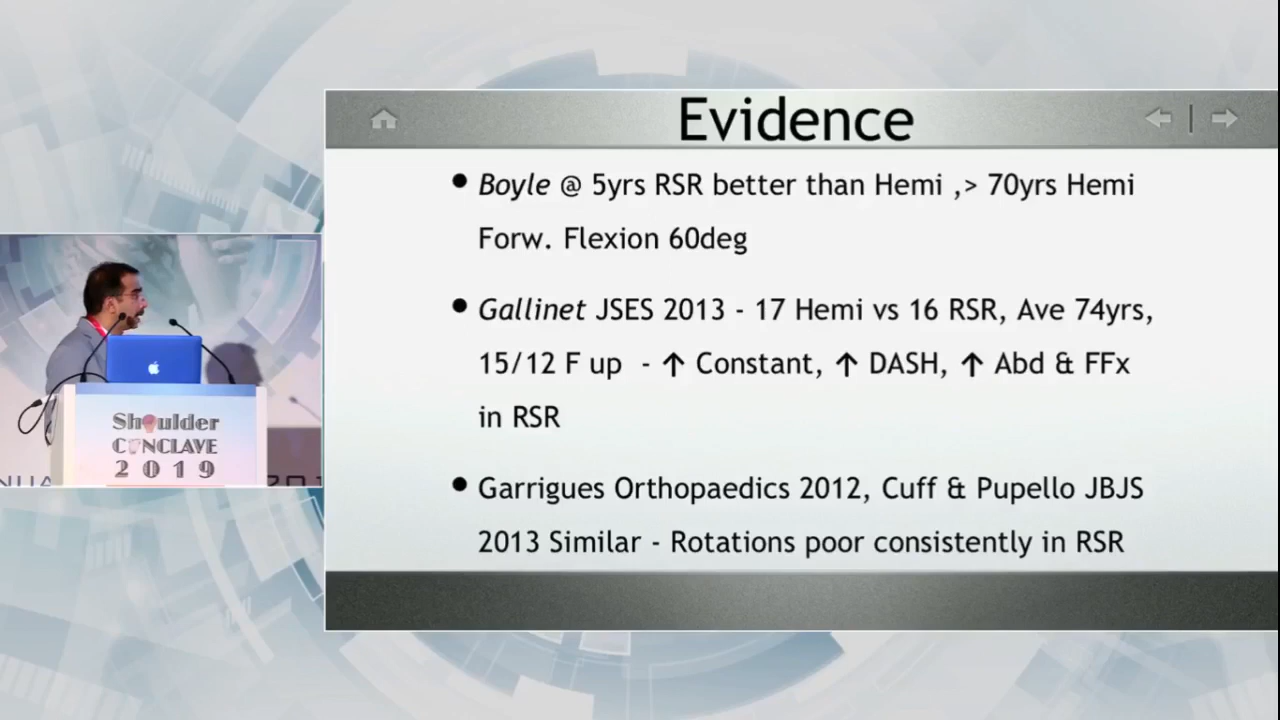 Evidence
• Boyle @ 5yrs RSR better than Hemi ,> 70yrs Hemi
Forw. Flexion 60deg
• Gallinet JSES 2013 - 17 Hemi vs 16 RSR, Ave 74yrs,
15/12 F up - ↑ Constant, ↑ DASH, ↑ Abd & FFx
in RSR
• Garrigues Orthopaedics 2012, Cuff & Pupello JBJS
2013 Similar - Rotations poor consistently in RSR
Shoulder
CONCLAVE
2019